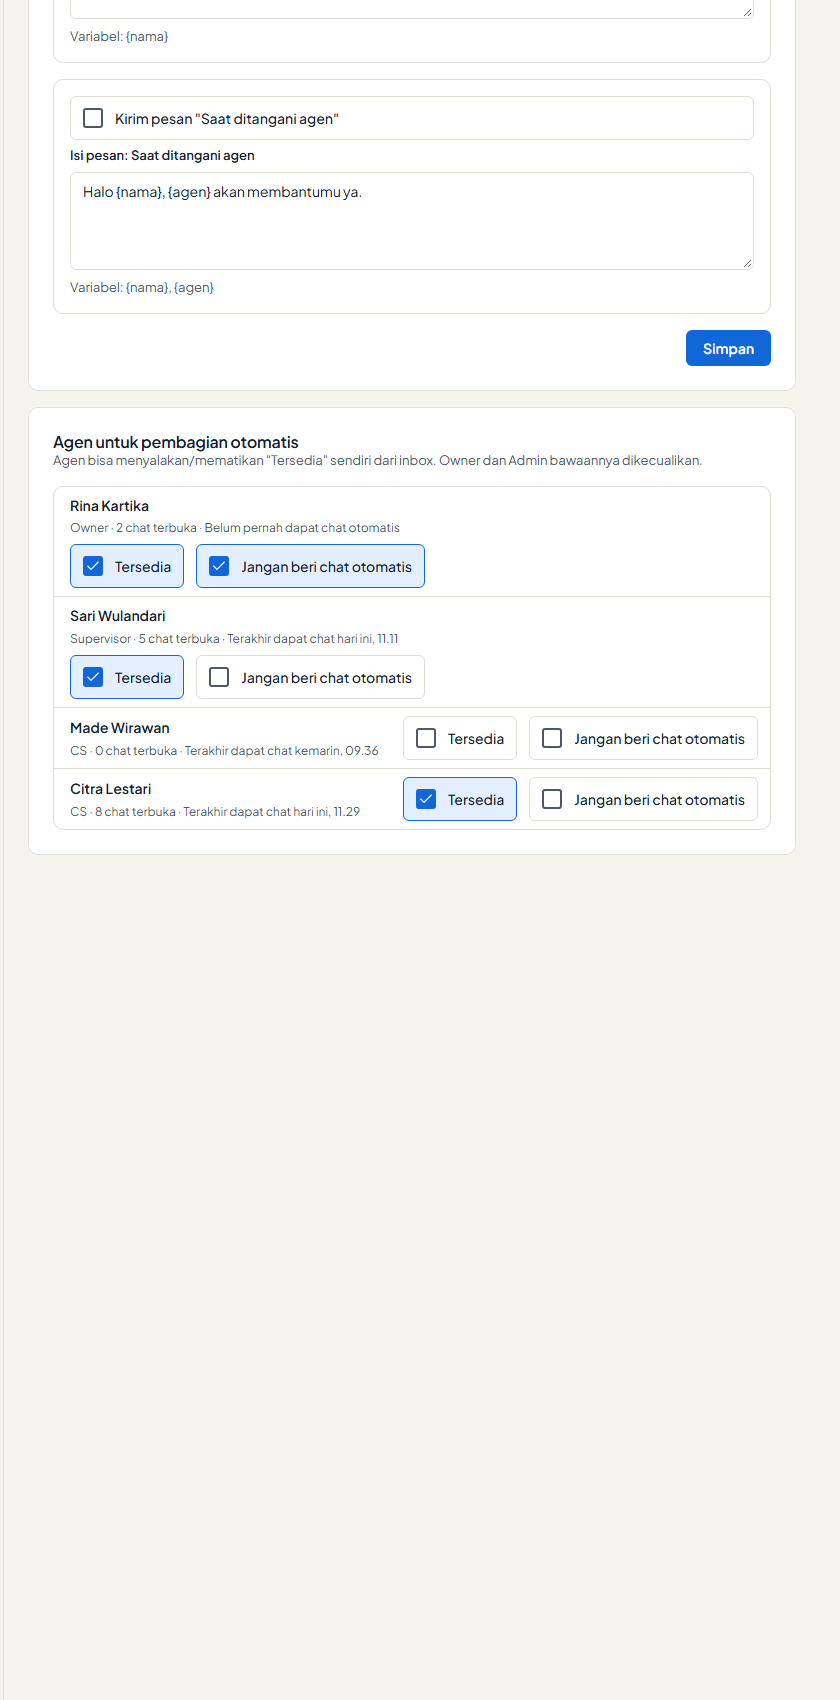 Variabel: {nama}
Kirim pesan "Saat ditangani agen"
Isi pesan: Saat ditangani agen
Halo {nama}, {agen} akan membantumu ya.
Variabel: {nama}, {agen}
Simpan
Agen untuk pembagian otomatis
Agen bisa menyalakan/mematikan "Tersedia" sendiri dari inbox. Owner dan Admin bawaannya dikecualikan.
Rina Kartika
Owner · 2 chat terbuka · Belum pernah dapat chat otomatis
Tersedia Jangan beri chat otomatis
Sari Wulandari
Supervisor · 5 chat terbuka · Terakhir dapat chat hari ini, 11.11
Tersedia Jangan beri chat otomatis
Made Wirawan
CS · 0 chat terbuka · Terakhir dapat chat kemarin, 09.36
Tersedia Jangan beri chat otomatis
Citra Lestari
CS · 8 chat terbuka · Terakhir dapat chat hari ini, 11.29
Tersedia Jangan beri chat otomatis